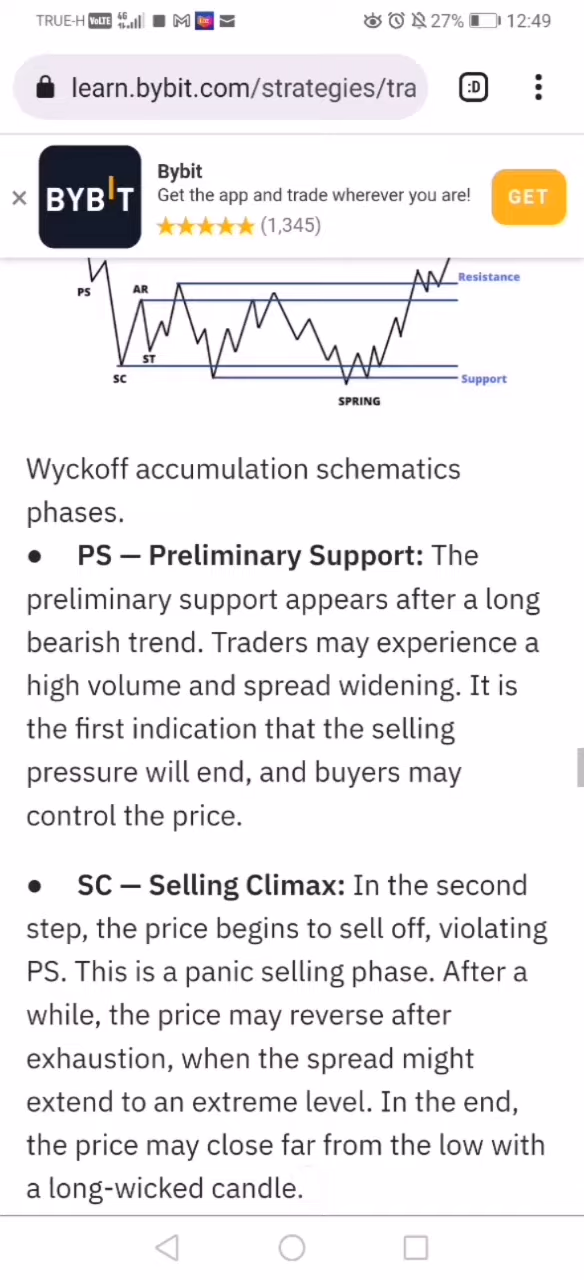 TRUE-H VoLTE 4G 27% 12:49
learn.bybit.com/strategies/tra :D
Bybit
BYBIT Get the app and trade wherever you are! GET
(1,345)
Resistance
PS AR
ST
SC Support
SPRING
Wyckoff accumulation schematics
phases.
● PS — Preliminary Support: The
preliminary support appears after a long
bearish trend. Traders may experience a
high volume and spread widening. It is
the first indication that the selling
pressure will end, and buyers may
control the price.
● SC — Selling Climax: In the second
step, the price begins to sell off, violating
PS. This is a panic selling phase. After a
while, the price may reverse after
exhaustion, when the spread might
extend to an extreme level. In the end,
the price may close far from the low with
a long-wicked candle.